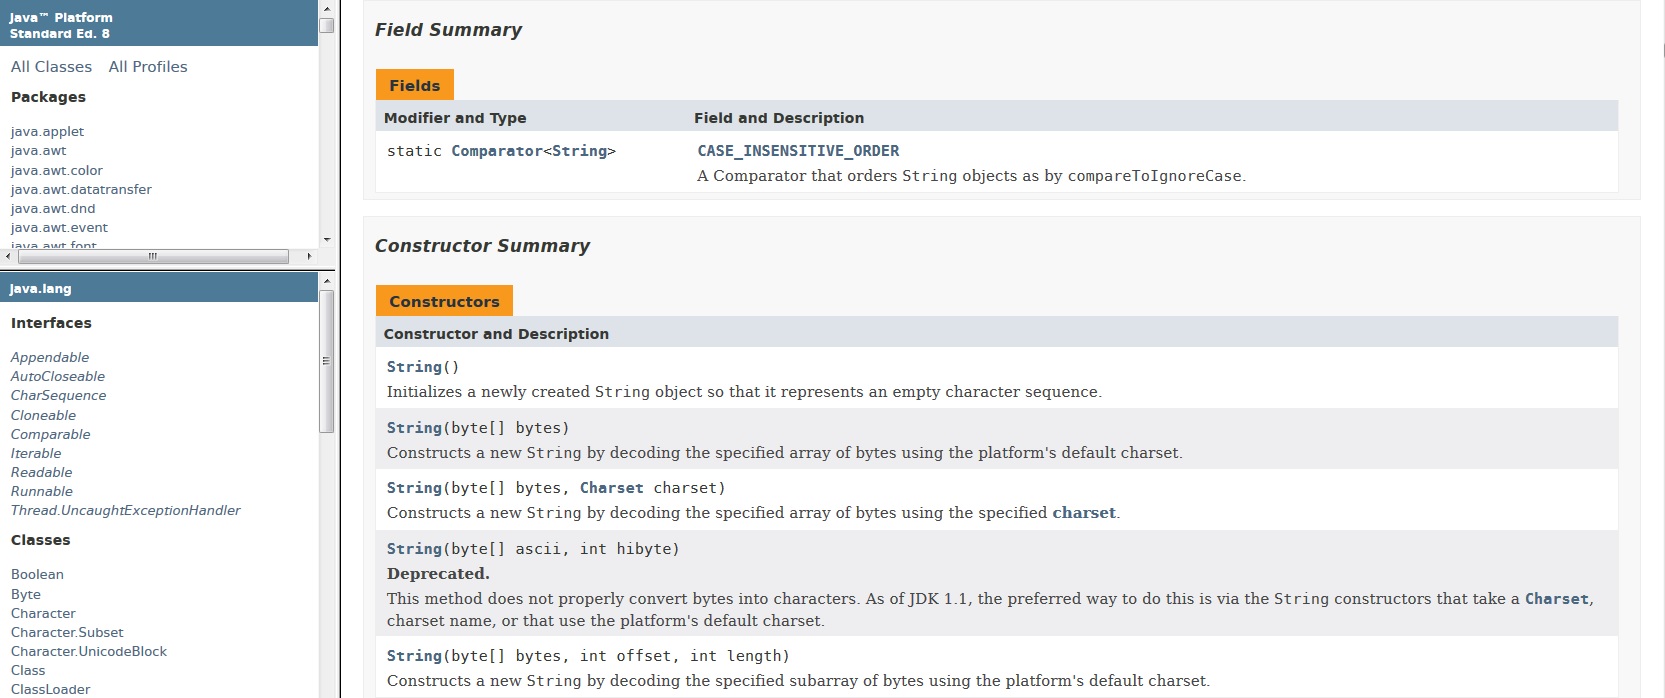 Java™ Platform
Standard Ed. 8
All Classes All Profiles
Packages
java.applet
java.awt
java.awt.color
java.awt.datatransfer
java.awt.dnd
java.awt.event
java.awt.font
java.lang
Interfaces
Appendable
AutoCloseable
CharSequence
Cloneable
Comparable
Iterable
Readable
Runnable
Thread.UncaughtExceptionHandler
Classes
Boolean
Byte
Character
Character.Subset
Character.UnicodeBlock
Class
ClassLoader
Field Summary
Fields
Modifier and Type Field and Description
static Comparator<String> CASE_INSENSITIVE_ORDER
A Comparator that orders String objects as by compareToIgnoreCase.
Constructor Summary
Constructors
Constructor and Description
String()
Initializes a newly created String object so that it represents an empty character sequence.
String(byte[] bytes)
Constructs a new String by decoding the specified array of bytes using the platform's default charset.
String(byte[] bytes, Charset charset)
Constructs a new String by decoding the specified array of bytes using the specified charset.
String(byte[] ascii, int hibyte)
Deprecated.
This method does not properly convert bytes into characters. As of JDK 1.1, the preferred way to do this is via the String constructors that take a Charset,
charset name, or that use the platform's default charset.
String(byte[] bytes, int offset, int length)
Constructs a new String by decoding the specified subarray of bytes using the platform's default charset.